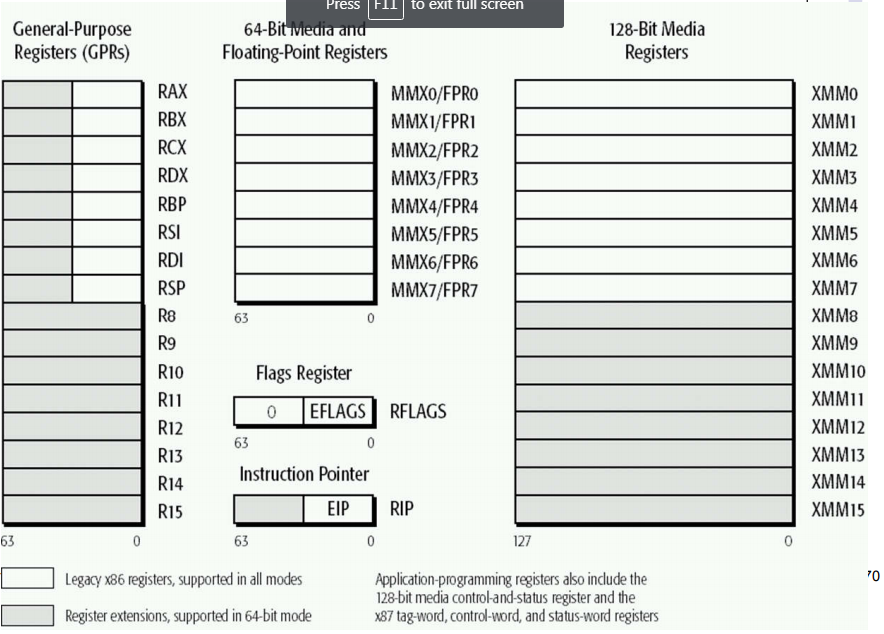 Press F11 to exit full screen
General-Purpose
Registers (GPRs)
RAX
RBX
RCX
RDX
RBP
RSI
RDI
RSP
R8
R9
R10
R11
R12
R13
R14
R15
63 0
64-Bit Media and
Floating-Point Registers
MMX0/FPR0
MMX1/FPR1
MMX2/FPR2
MMX3/FPR3
MMX4/FPR4
MMX5/FPR5
MMX6/FPR6
MMX7/FPR7
63 0
Flags Register
0 EFLAGS RFLAGS
63 0
Instruction Pointer
EIP RIP
63 0
128-Bit Media
Registers
XMM0
XMM1
XMM2
XMM3
XMM4
XMM5
XMM6
XMM7
XMM8
XMM9
XMM10
XMM11
XMM12
XMM13
XMM14
XMM15
127 0
Legacy x86 registers, supported in all modes
Register extensions, supported in 64-bit mode
Application-programming registers also include the
128-bit media control-and-status register and the
x87 tag-word, control-word, and status-word registers